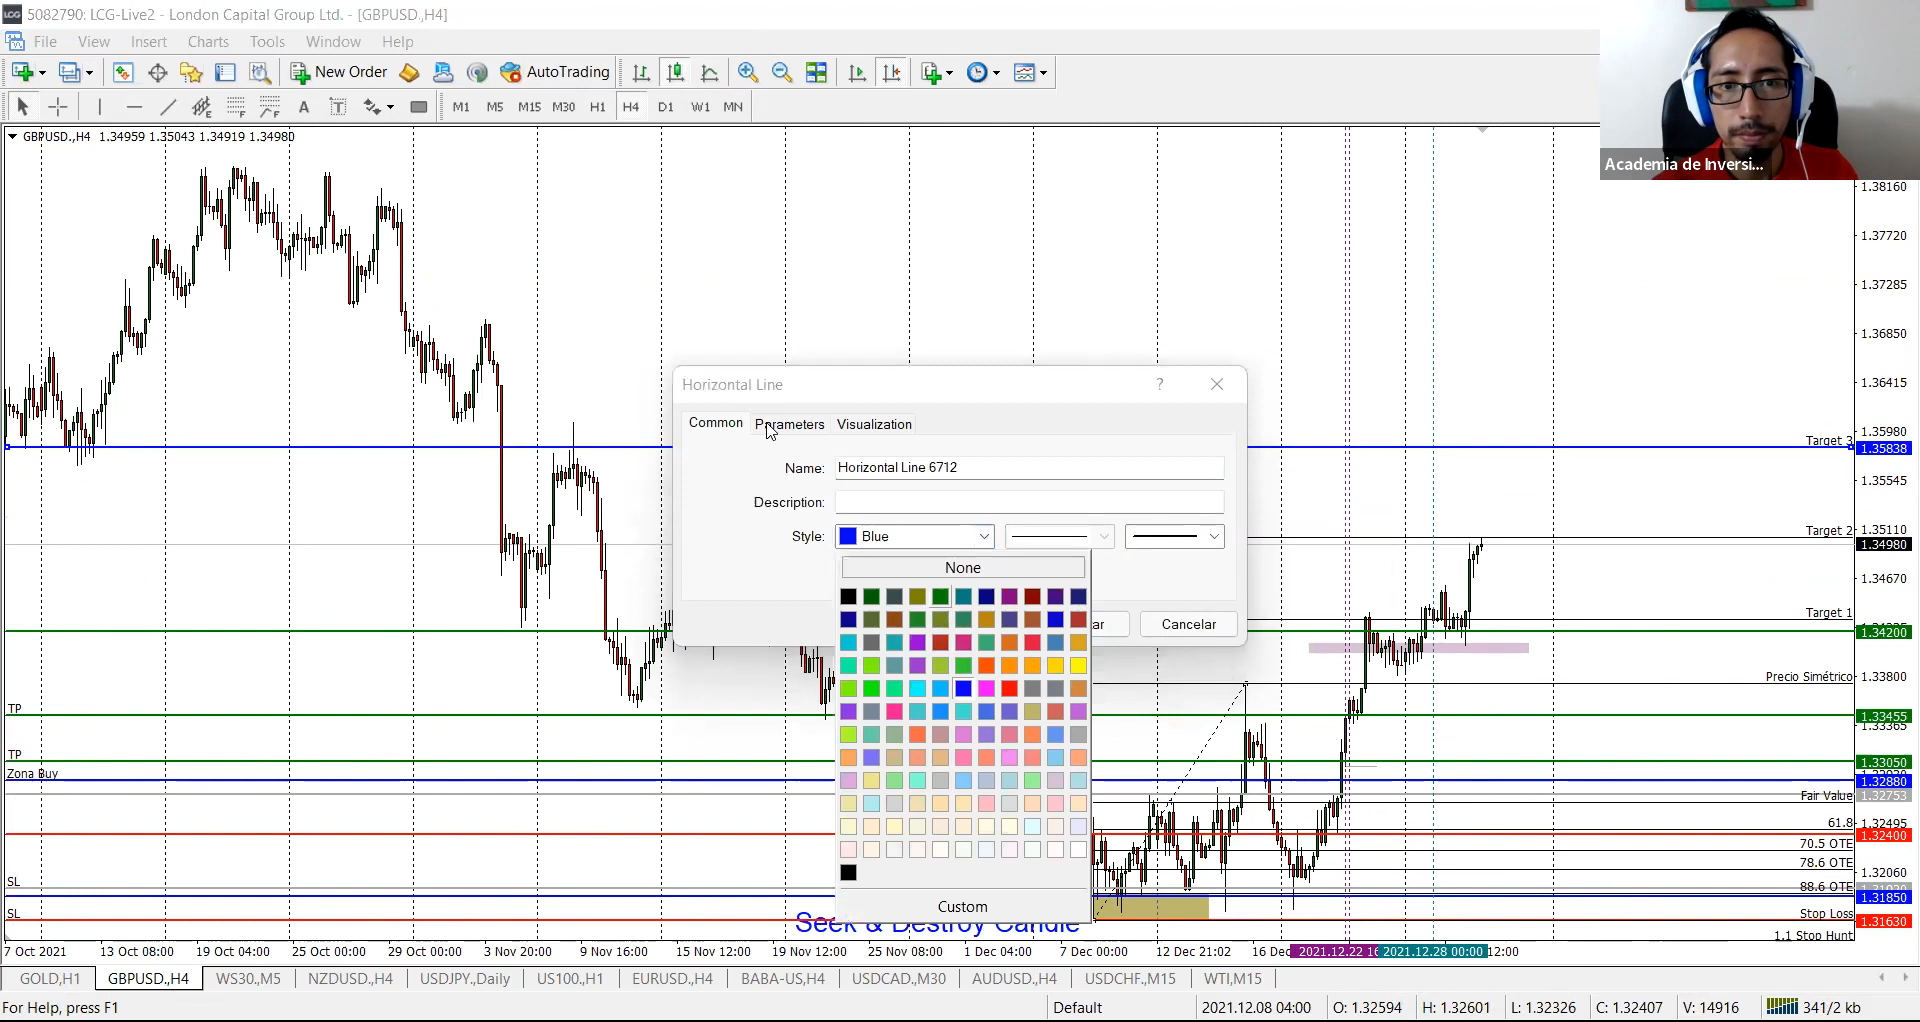 5082790: LCG-Live2 - London Capital Group Ltd. - [GBPUSD.,H4]
File View Insert Charts Tools Window Help
New Order AutoTrading
A T M1 M5 M15 M30 H1 H4 D1 W1 MN
GBPUSD.,H4 1.34959 1.35043 1.34919 1.34980
Academia de Inversi...
1.38160
1.37720
1.37285
1.36850
1.36415
1.35980
Target 3
1.35838
1.35545
1.35110
Target 2
1.34980
1.34670
Target 1
1.34200
1.33800
Precio Simétrico
TP
1.33455
1.33365
TP
1.33050
Zona Buy
1.32880
Fair Value
1.32753
61.8
1.32495
1.32400
70.5 OTE
78.6 OTE
1.32060
SL
88.6 OTE
1.31850
SL
Stop Loss
1.31630
1.1 Stop Hunt
Horizontal Line
?
Common Parameters Visualization
Name: Horizontal Line 6712
Description:
Style: Blue
None
ar
Cancelar
Custom
Seek & Destroy Candle
7 Oct 2021 13 Oct 08:00 19 Oct 04:00 25 Oct 00:00 29 Oct 00:00 3 Nov 20:00 9 Nov 16:00 15 Nov 12:00 19 Nov 12:00 25 Nov 08:00 1 Dec 04:00 7 Dec 00:00 12 Dec 21:02 16 Dec 2021.12.22 16 2021.12.28 00:00 12:00
GOLD,H1 GBPUSD.,H4 WS30.,M5 NZDUSD.,H4 USDJPY.,Daily US100.,H1 EURUSD.,H4 BABA-US,H4 USDCAD.,M30 AUDUSD.,H4 USDCHF.,M15 WTI,M15
For Help, press F1 Default 2021.12.08 04:00 O: 1.32594 H: 1.32601 L: 1.32326 C: 1.32407 V: 14916 341/2 kb